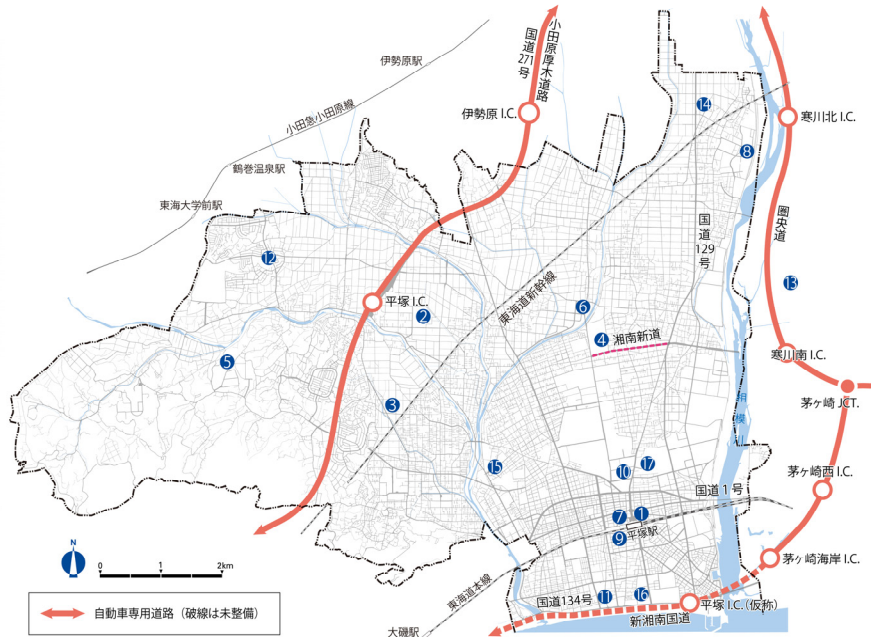 伊勢原駅
小田原厚木道路
国道271号
小田急小田原線
伊勢原 I.C.
14
寒川北 I.C.
8
鶴巻温泉駅
東海大学前駅
国道129号
圏央道
12
東海道新幹線
13
平塚 I.C.
2
6
4
湘南新道
5
寒川南 I.C.
茅ヶ崎 JCT.
3
相模川
15
10
17
茅ヶ崎西 I.C.
国道1号
7
1
平塚駅
9
茅ヶ崎海岸 I.C.
N
0 1 2km
東海道本線
国道134号
11
16
平塚 I.C.(仮称)
新湘南国道
自動車専用道路（破線は未整備）
大磯駅